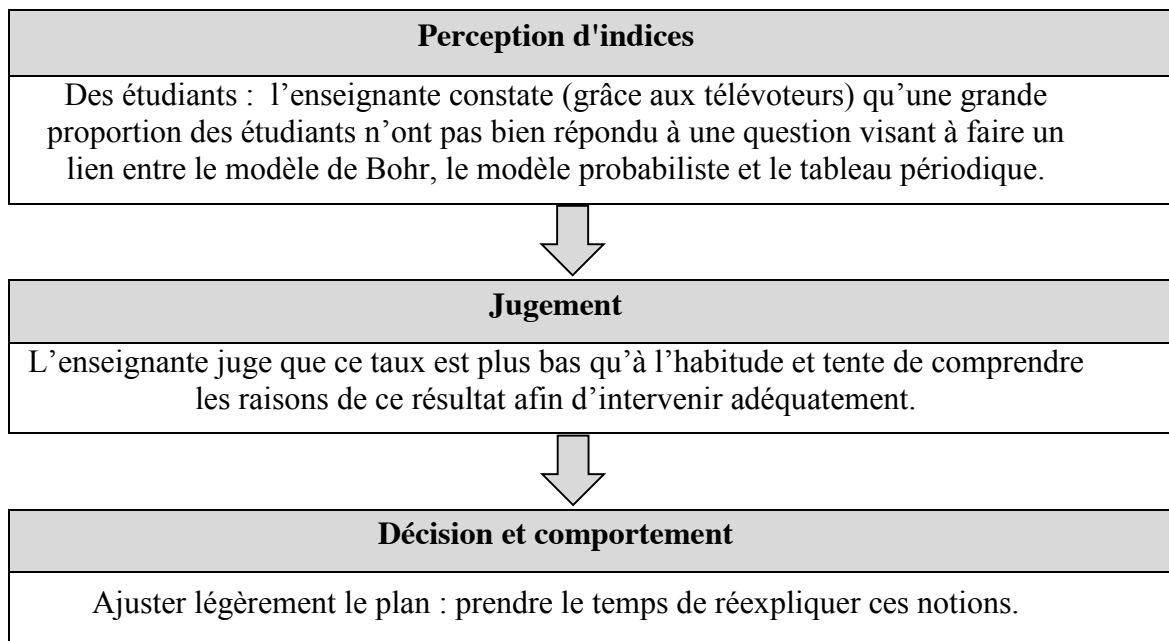 Perception d'indices
Des étudiants :  l’enseignante constate (grâce aux télévoteurs) qu’une grande
proportion des étudiants n’ont pas bien répondu à une question visant à faire un
lien entre le modèle de Bohr, le modèle probabiliste et le tableau périodique.
Jugement
L’enseignante juge que ce taux est plus bas qu’à l’habitude et tente de comprendre
les raisons de ce résultat afin d’intervenir adéquatement.
Décision et comportement
Ajuster légèrement le plan : prendre le temps de réexpliquer ces notions.